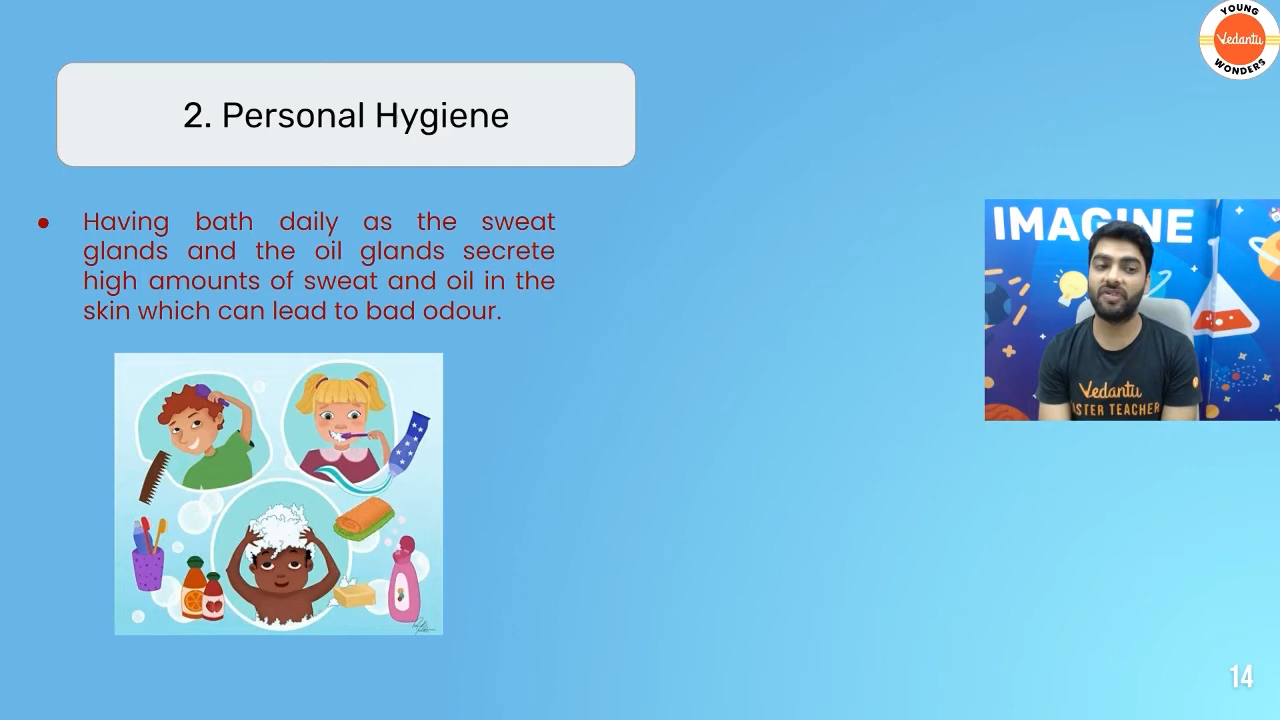 YOUNG
Vedantu
WONDERS
2. Personal Hygiene
● Having bath daily as the sweat
glands and the oil glands secrete
high amounts of sweat and oil in the
skin which can lead to bad odour.
IMAGINE
Vedantu
ASTER TEACHER
14